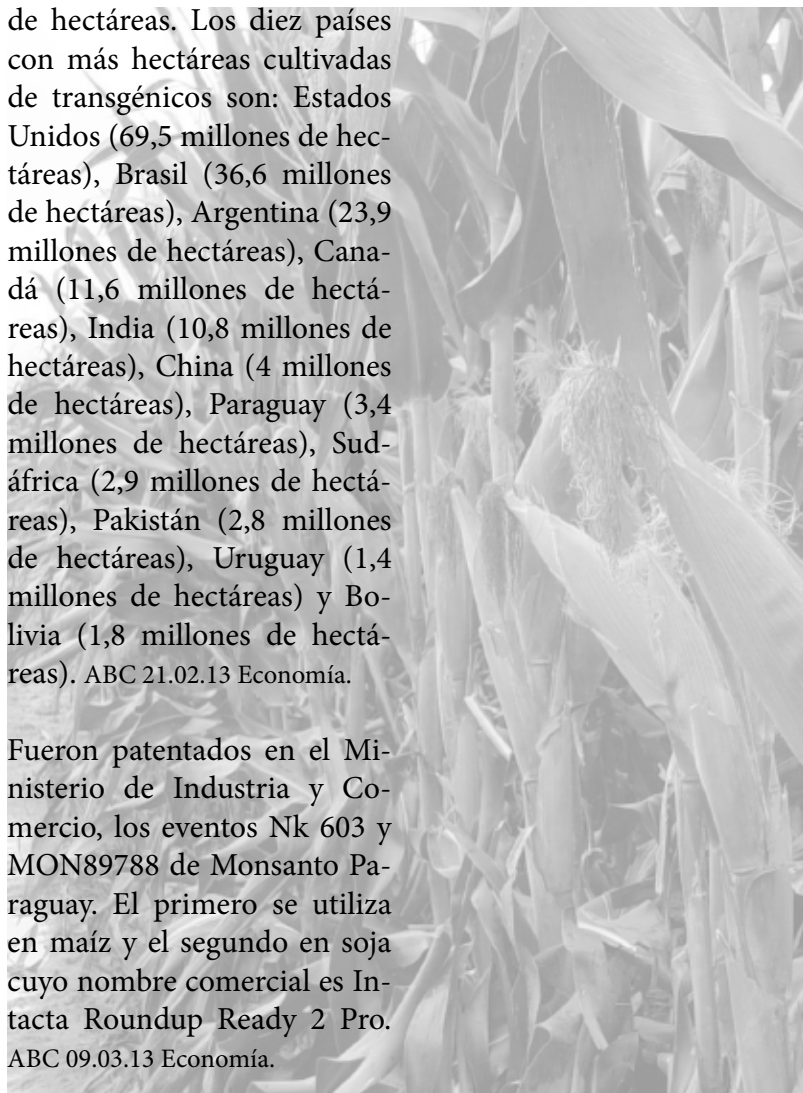 de hectáreas. Los diez países
con más hectáreas cultivadas
de transgénicos son: Estados
Unidos (69,5 millones de hec-
táreas), Brasil (36,6 millones
de hectáreas), Argentina (23,9
millones de hectáreas), Cana-
dá (11,6 millones de hectá-
reas), India (10,8 millones de
hectáreas), China (4 millones
de hectáreas), Paraguay (3,4
millones de hectáreas), Sud-
áfrica (2,9 millones de hectá-
reas), Pakistán (2,8 millones
de hectáreas), Uruguay (1,4
millones de hectáreas) y Bo-
livia (1,8 millones de hectá-
reas). ABC 21.02.13 Economía.
Fueron patentados en el Mi-
nisterio de Industria y Co-
mercio, los eventos Nk 603 y
MON89788 de Monsanto Pa-
raguay. El primero se utiliza
en maíz y el segundo en soja
cuyo nombre comercial es In-
tacta Roundup Ready 2 Pro.
ABC 09.03.13 Economía.